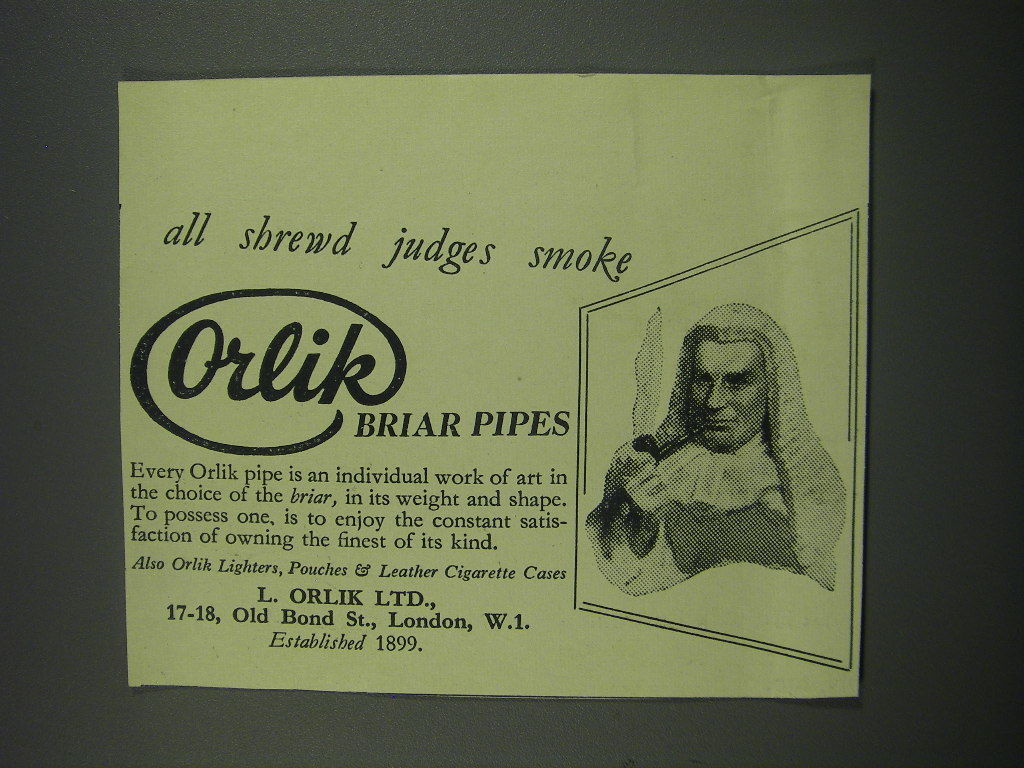 all shrewd judges smoke
Orlik
BRIAR PIPES
Every Orlik pipe is an individual work of art in
the choice of the briar, in its weight and shape.
To possess one, is to enjoy the constant satis-
faction of owning the finest of its kind.
Also Orlik Lighters, Pouches & Leather Cigarette Cases
L. ORLIK LTD.,
17-18, Old Bond St., London, W.1.
Established 1899.